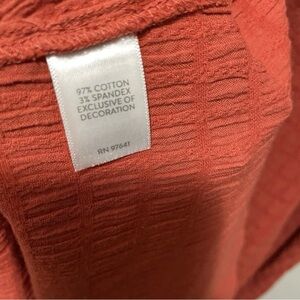 97% COTTON
3% SPANDEX
EXCLUSIVE OF
DECORATION
RN 97641